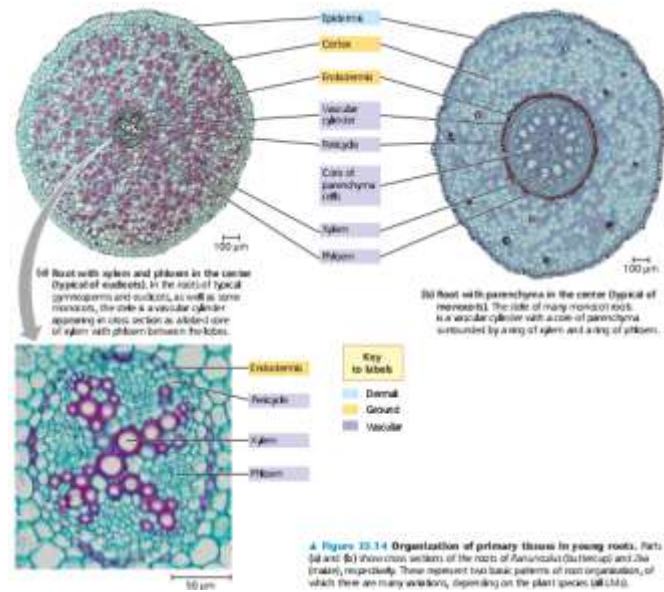 Epidermis
Cortex
Endodermis
Vascular
cylinder
Pericycle
Core of
parenchyma
cells
Xylem
Phloem
100 µm
100 µm
(a) Root with xylem and phloem in the center
(typical of eudicots). In the roots of typical
gymnosperms and eudicots, as well as some
monocots, the stele is a vascular cylinder
appearing in cross section as a lobed core
of xylem with phloem between the lobes.
(b) Root with parenchyma in the center (typical of
monocots). The stele of many monocot roots
is a vascular cylinder with a core of parenchyma
surrounded by a ring of xylem and a ring of phloem.
Endodermis
Pericycle
Xylem
Phloem
50 µm
Key
to labels
Dermal
Ground
Vascular
▲ Figure 35.14 Organization of primary tissues in young roots. Parts
(a) and (b) show cross sections of the roots of Ranunculus (buttercup) and Zea
(maize), respectively. These represent two basic patterns of root organization, of
which there are many variations, depending on the plant species (all LMs).